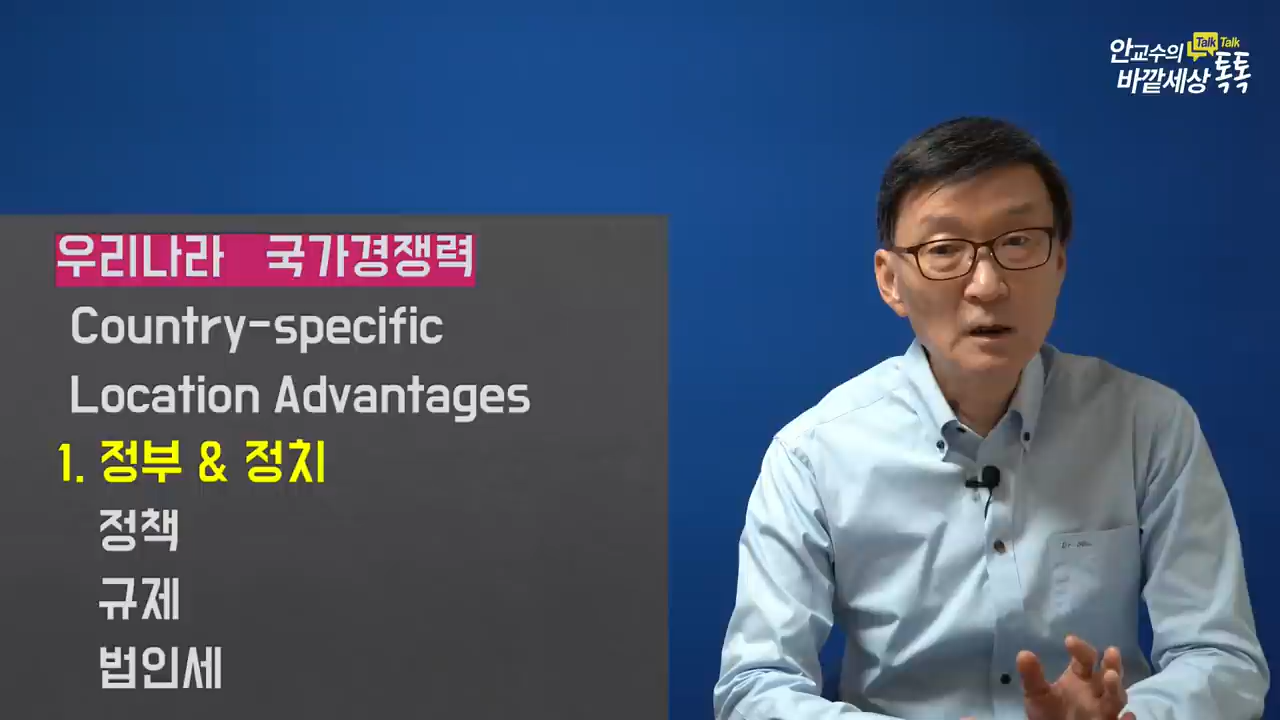 안교수의 Talk Talk
바깥세상 톡톡
우리나라 국가경쟁력
Country-specific
Location Advantages
1. 정부 & 정치
정책
규제
법인세